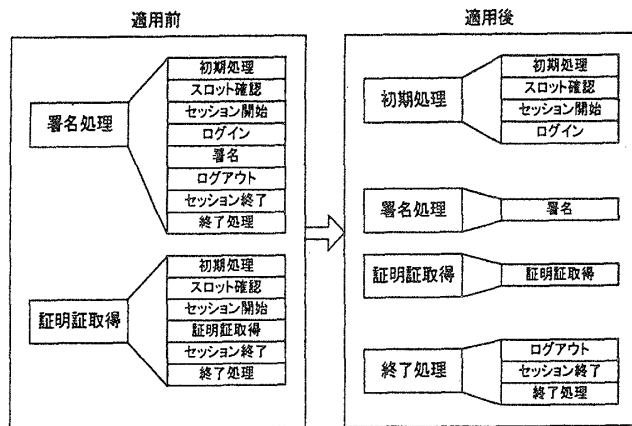 適用前
署名処理
初期処理
スロット確認
セッション開始
ログイン
署名
ログアウト
セッション終了
終了処理
証明証取得
初期処理
スロット確認
セッション開始
証明証取得
セッション終了
終了処理
適用後
初期処理
初期処理
スロット確認
セッション開始
ログイン
署名処理
署名
証明証取得
証明証取得
終了処理
ログアウト
セッション終了
終了処理